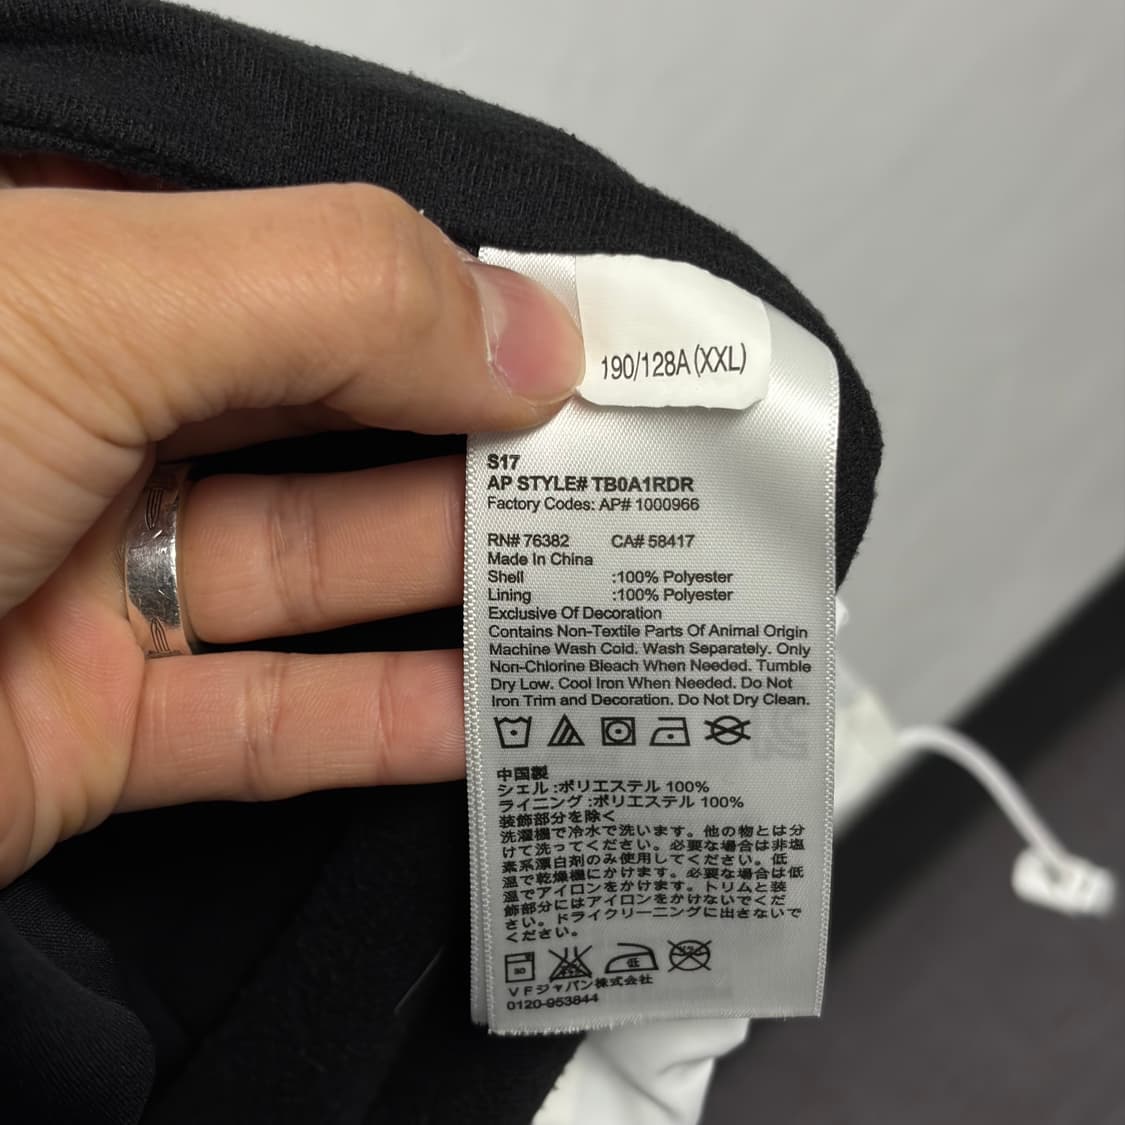 190/128A (XXL)
S17
AP STYLE# TB0A1RDR
Factory Codes: AP# 1000966
RN# 76382 CA# 58417
Made In China
Shell :100% Polyester
Lining :100% Polyester
Exclusive Of Decoration
Contains Non-Textile Parts Of Animal Origin
Machine Wash Cold. Wash Separately. Only
Non-Chlorine Bleach When Needed. Tumble
Dry Low. Cool Iron When Needed. Do Not
Iron Trim and Decoration. Do Not Dry Clean.
中国製
シェル :ポリエステル 100%
ライニング :ポリエステル 100%
装飾部分を除く
洗濯機で冷水で洗います。他の物とは分
けて洗ってください。必要な場合は非塩
素系漂白剤のみ使用してください。低
温で乾燥機にかけます。必要な場合は低
温でアイロンをかけます。トリムと装
飾部分にはアイロンをかけないでくだ
さい。ドライクリーニングに出さないで
ください。
30 低
VFジャパン株式会社
0120-953844